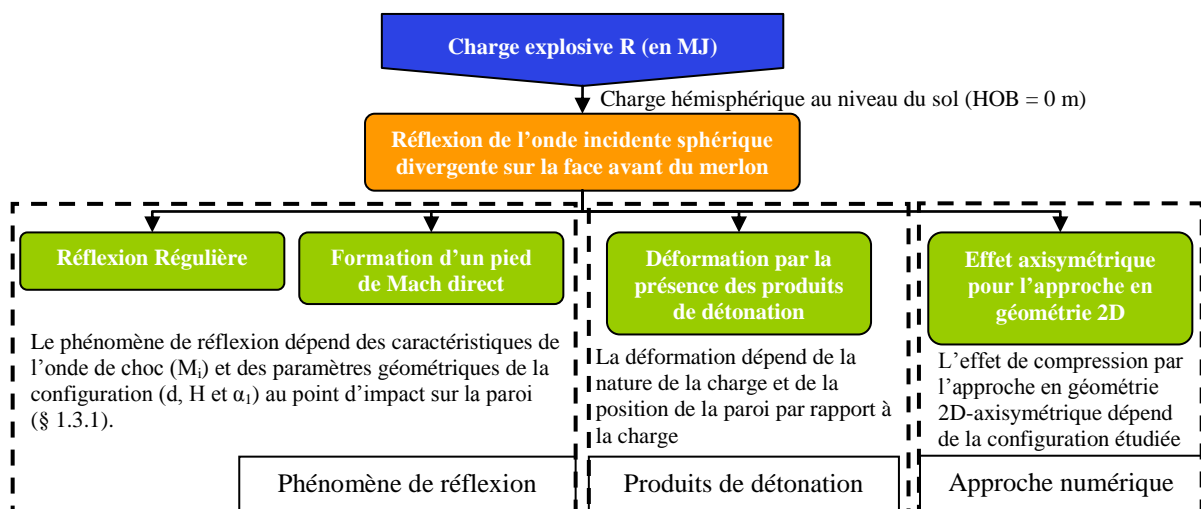 Charge explosive R (en MJ)
Charge hémisphérique au niveau du sol (HOB = 0 m)
Réflexion de l'onde incidente sphérique
divergente sur la face avant du merlon
Réflexion Régulière
Formation d'un pied
de Mach direct
Déformation par la
présence des produits
de détonation
Effet axisymétrique
pour l'approche en
géométrie 2D
Le phénomène de réflexion dépend des caractéristiques de
l'onde de choc (Mi) et des paramètres géométriques de la
configuration (d, H et α1) au point d'impact sur la paroi
(§ 1.3.1).
La déformation dépend de la
nature de la charge et de la
position de la paroi par rapport à
la charge
L'effet de compression par
l'approche en géométrie
2D-axisymétrique dépend
de la configuration étudiée
Phénomène de réflexion
Produits de détonation
Approche numérique